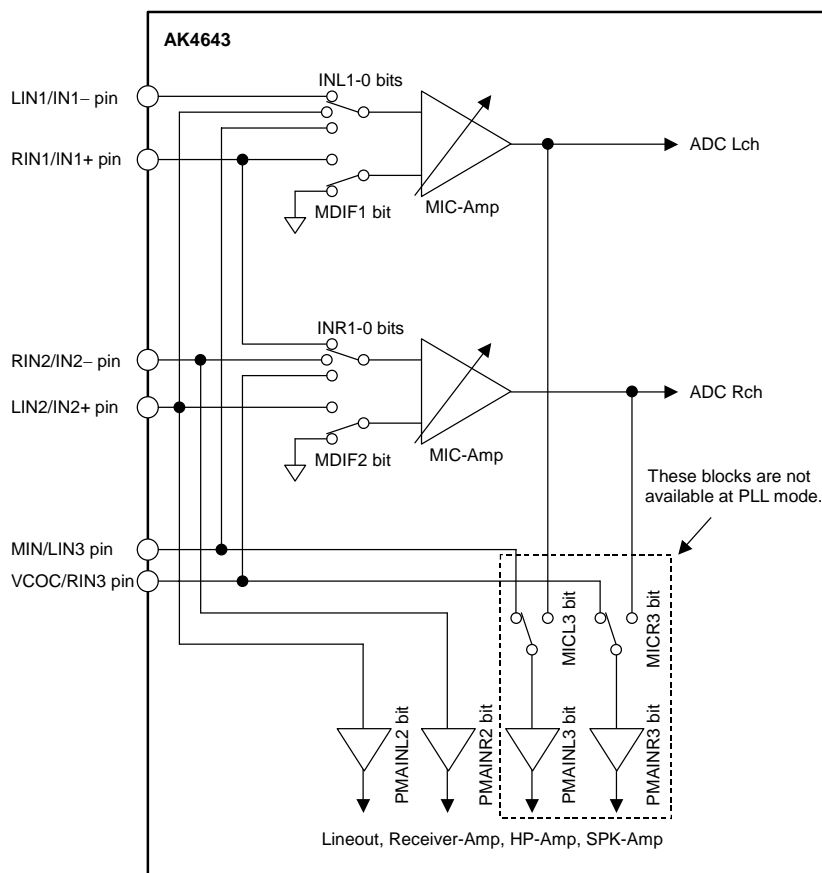 AK4643
INL1-0 bits
LIN1/IN1− pin
ADC Lch
RIN1/IN1+ pin
MDIF1 bit
MIC-Amp
INR1-0 bits
RIN2/IN2− pin
ADC Rch
LIN2/IN2+ pin
MDIF2 bit
MIC-Amp
These blocks are not
available at PLL mode.
MIN/LIN3 pin
VCOC/RIN3 pin
MICL3 bit
MICR3 bit
PMAINL2 bit
PMAINR2 bit
PMAINL3 bit
PMAINR3 bit
Lineout, Receiver-Amp, HP-Amp, SPK-Amp